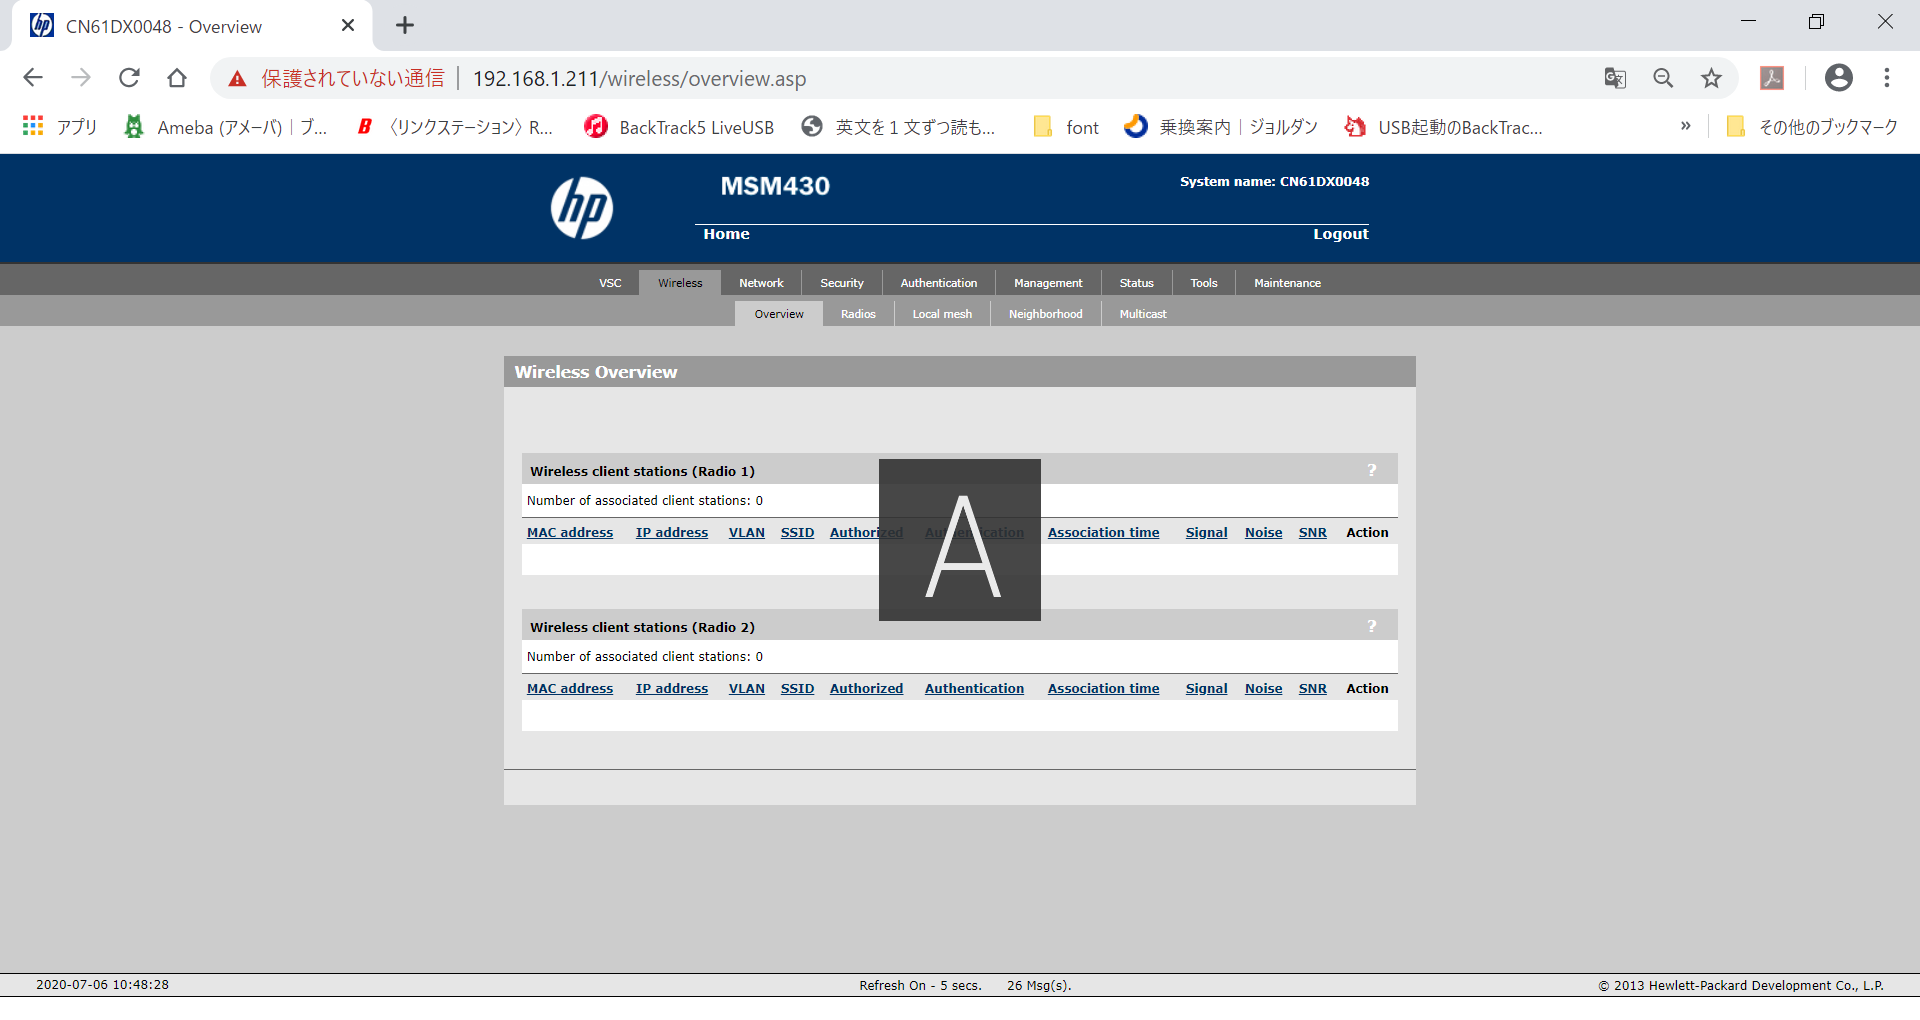 CN61DX0048 - Overview
保護されていない通信 | 192.168.1.211/wireless/overview.asp
アプリ Ameba (アメーバ) | ブ... 〈リンクステーション〉R... BackTrack5 LiveUSB 英文を１文ずつ読も... font 乗換案内｜ジョルダン USB起動のBackTrac... » その他のブックマーク
hp MSM430 System name: CN61DX0048
Home Logout
VSC Wireless Network Security Authentication Management Status Tools Maintenance
Overview Radios Local mesh Neighborhood Multicast
Wireless Overview
Wireless client stations (Radio 1) ?
Number of associated client stations: 0
MAC address IP address VLAN SSID Authorized Authentication Association time Signal Noise SNR Action
A
Wireless client stations (Radio 2) ?
Number of associated client stations: 0
MAC address IP address VLAN SSID Authorized Authentication Association time Signal Noise SNR Action
2020-07-06 10:48:28 Refresh On - 5 secs. 26 Msg(s). © 2013 Hewlett-Packard Development Co., L.P.